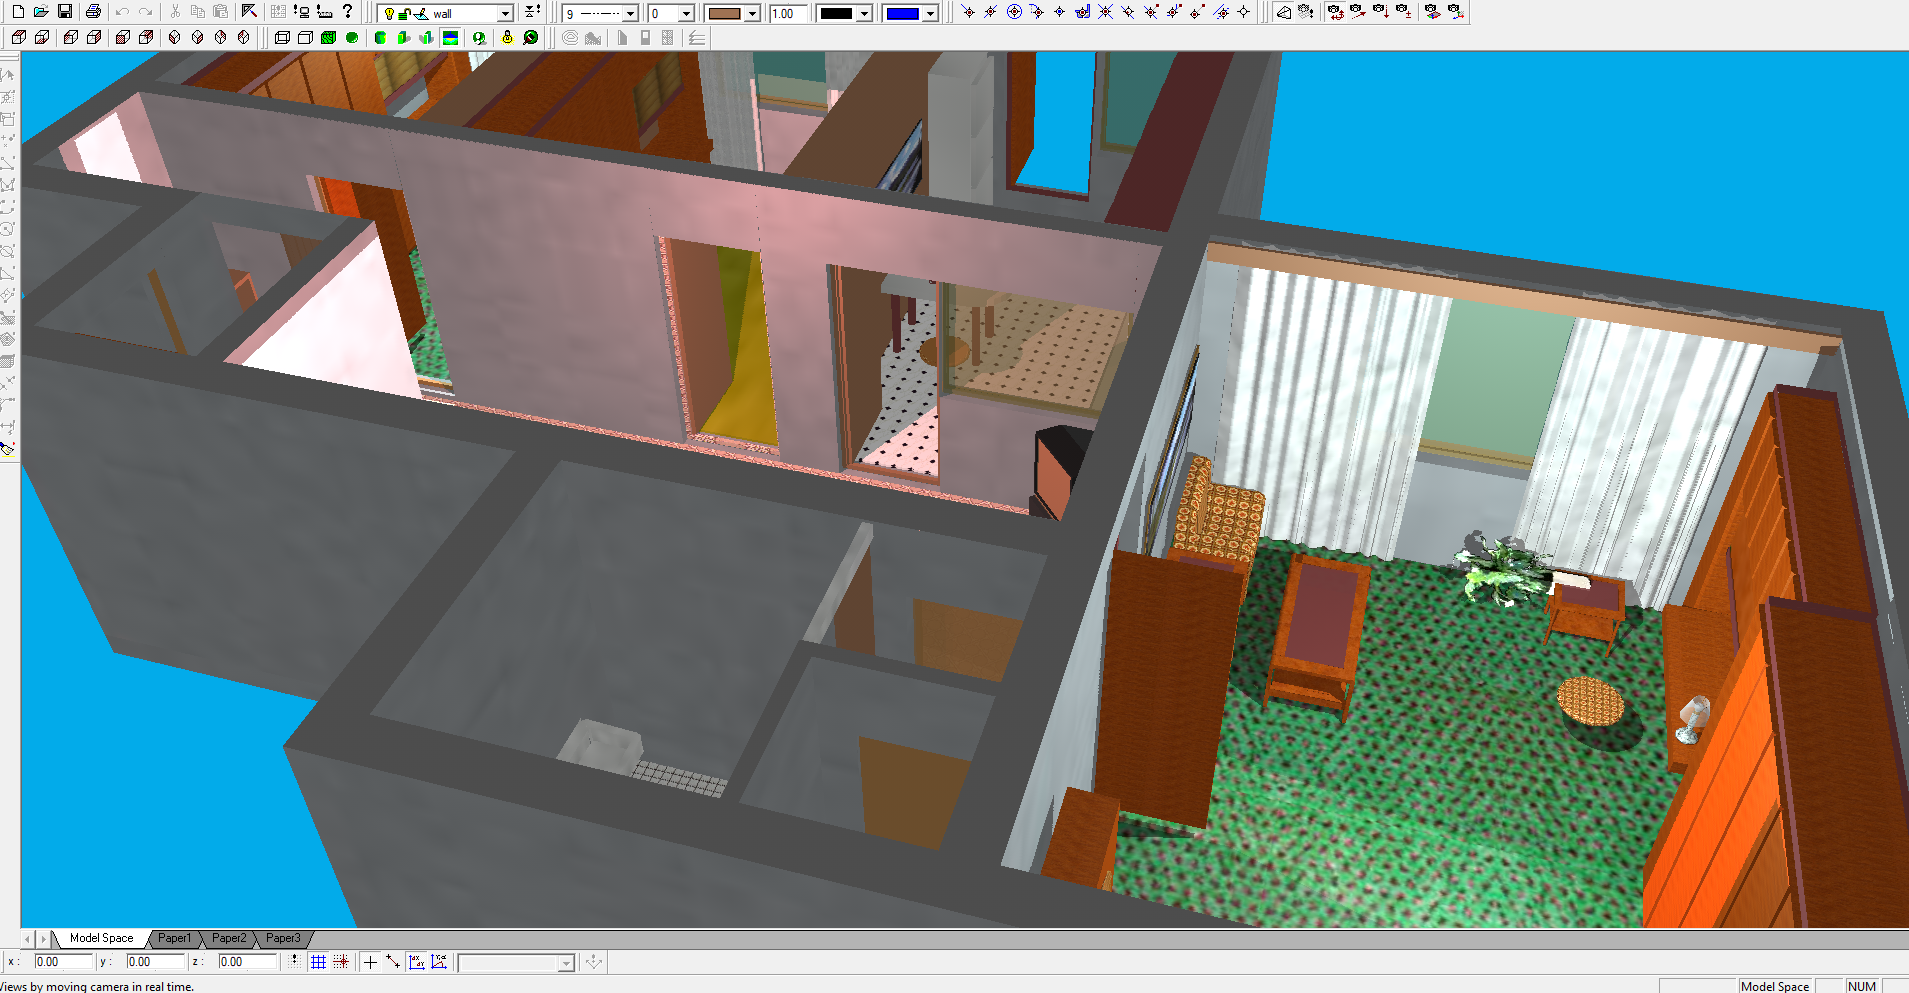 wall 9 0 1.00
Model Space Paper1 Paper2 Paper3
x : 0.00 y : 0.00 z : 0.00
Views by moving camera in real time. Model Space NUM